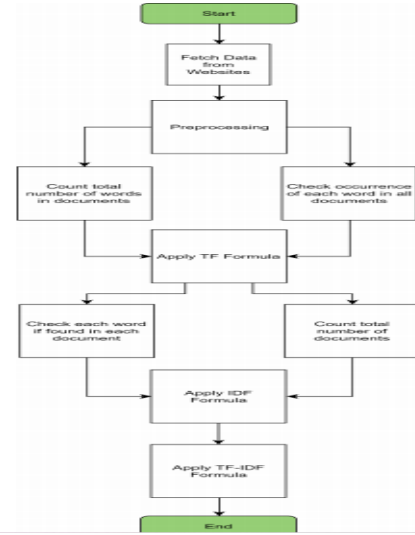 Start
Fetch Data
from
Websites
Preprocessing
Count total
number of words
in documents
Check occurrence
of each word in all
documents
Apply TF Formula
Check each word
if found in each
document
Count total
number of
documents
Apply IDF
Formula
Apply TF-IDF
Formula
End